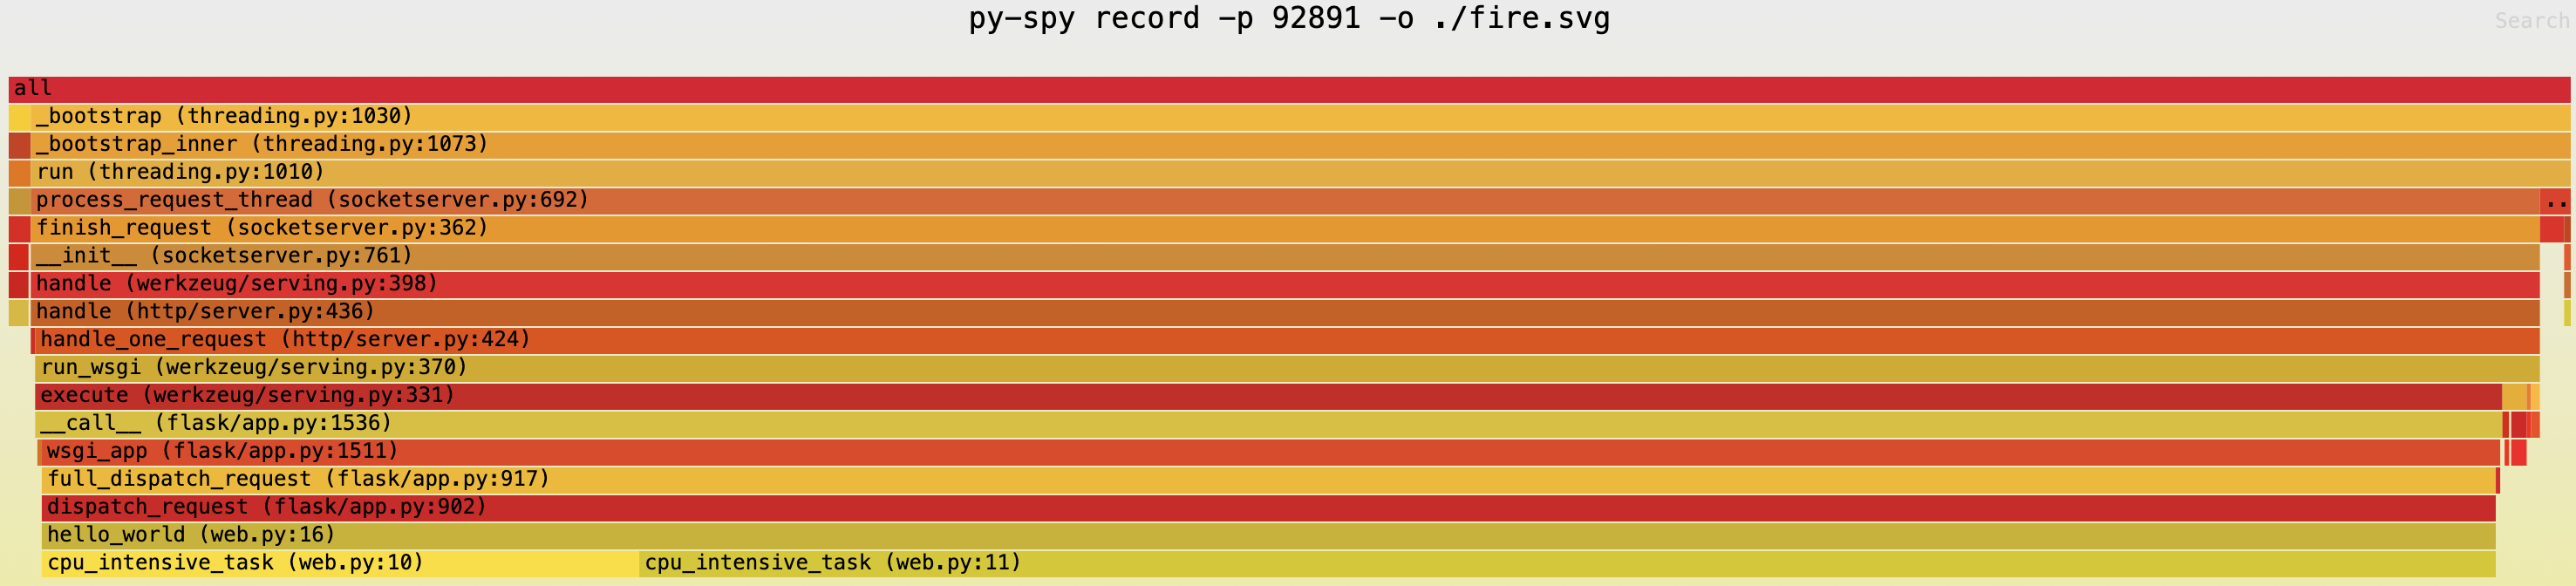 py-spy record -p 92891 -o ./fire.svg
Search
all
_bootstrap (threading.py:1030)
_bootstrap_inner (threading.py:1073)
run (threading.py:1010)
process_request_thread (socketserver.py:692)
..
finish_request (socketserver.py:362)
__init__ (socketserver.py:761)
handle (werkzeug/serving.py:398)
handle (http/server.py:436)
handle_one_request (http/server.py:424)
run_wsgi (werkzeug/serving.py:370)
execute (werkzeug/serving.py:331)
__call__ (flask/app.py:1536)
wsgi_app (flask/app.py:1511)
full_dispatch_request (flask/app.py:917)
dispatch_request (flask/app.py:902)
hello_world (web.py:16)
cpu_intensive_task (web.py:10)
cpu_intensive_task (web.py:11)